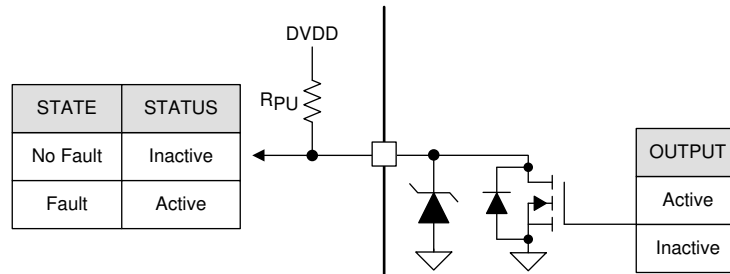 DVDD
RPU
STATE STATUS
No Fault Inactive
Fault Active
OUTPUT
Active
Inactive